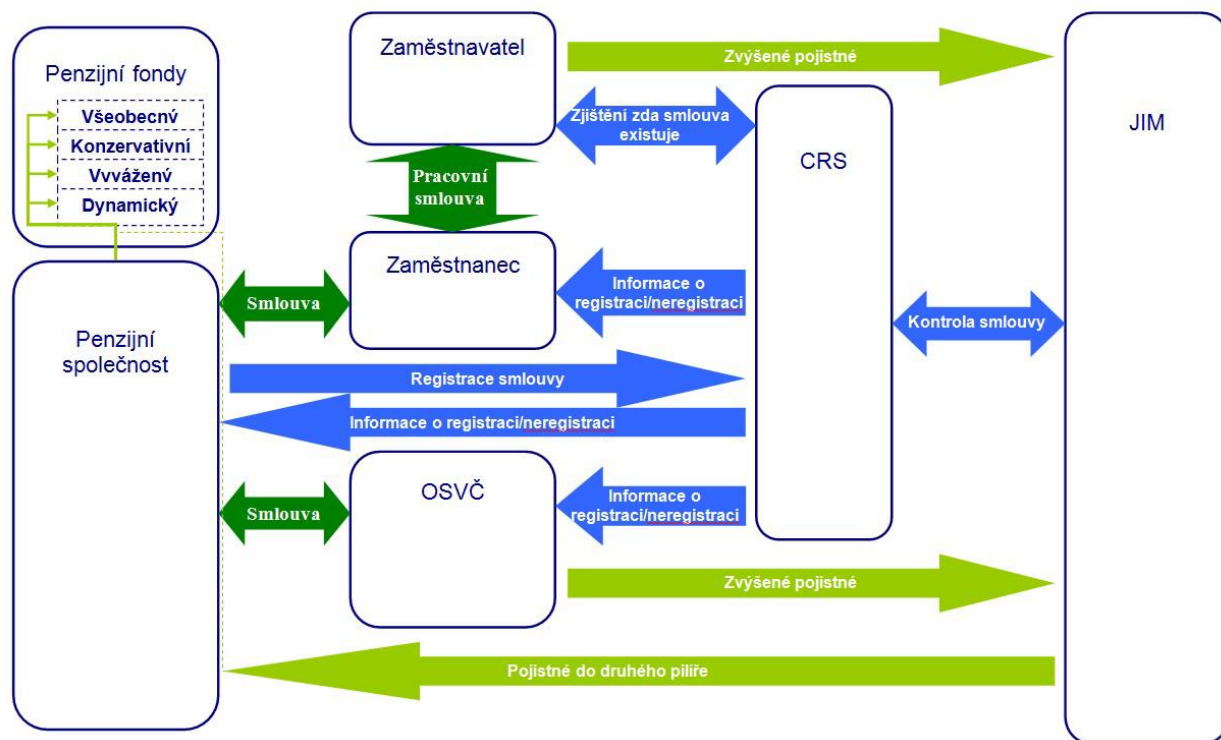 Penzijní fondy
Všeobecný
Konzervativní
Vvvážený
Dynamický
Zaměstnavatel
Zvýšené pojistné
Zjištění zda smlouva
existuje
CRS
JIM
Pracovní
smlouva
Zaměstnanec
Smlouva
Informace o
registraci/neregistraci
Kontrola smlouvy
Penzijní
společnost
Registrace smlouvy
Informace o registraci/neregistraci
OSVČ
Smlouva
Informace o
registraci/neregistraci
Zvýšené pojistné
Pojistné do druhého pilíře